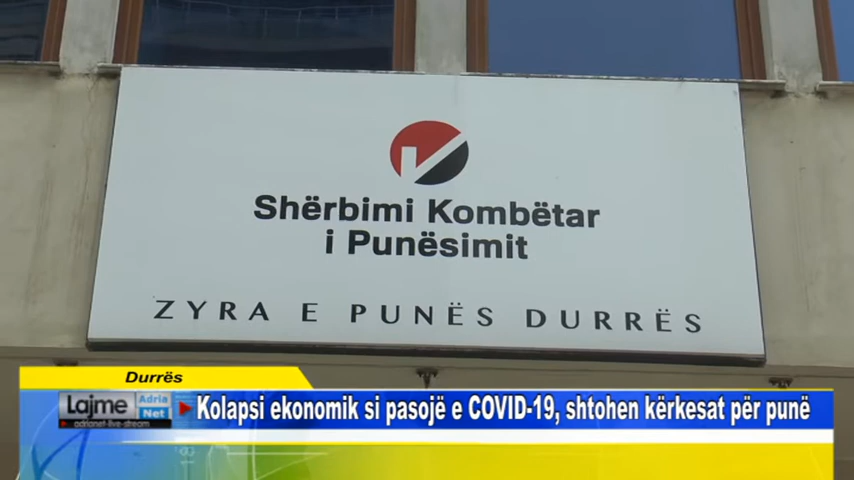 Shërbimi Kombëtar
i Punësimit
ZYRA E PUNËS DURRËS
Durrës
Lajme Adria Net
adrianet-live-stream
Kolapsi ekonomik si pasojë e COVID-19, shtohen kërkesat për punë